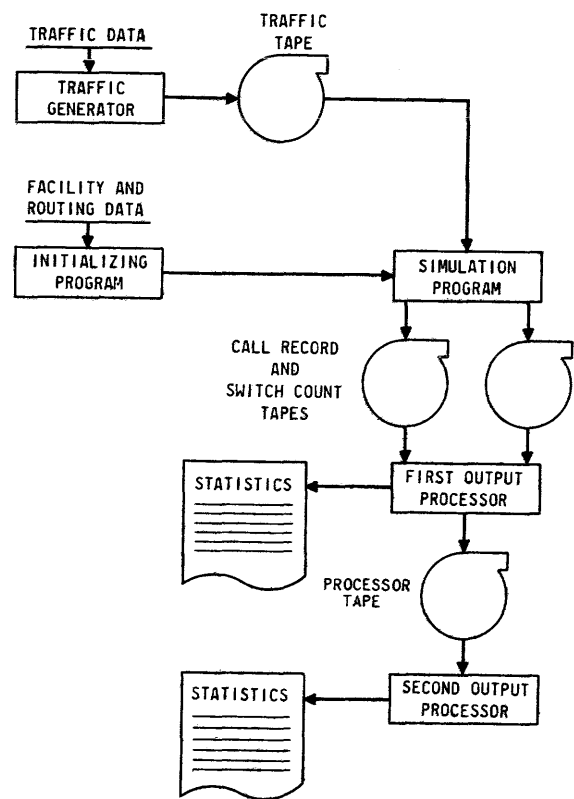 TRAFFIC DATA
TRAFFIC
TAPE
TRAFFIC
GENERATOR
FACILITY AND
ROUTING DATA
INITIALIZING
PROGRAM
SIMULATION
PROGRAM
CALL RECORD
AND
SWITCH COUNT
TAPES
STATISTICS
FIRST OUTPUT
PROCESSOR
PROCESSOR
TAPE
STATISTICS
SECOND OUTPUT
PROCESSOR